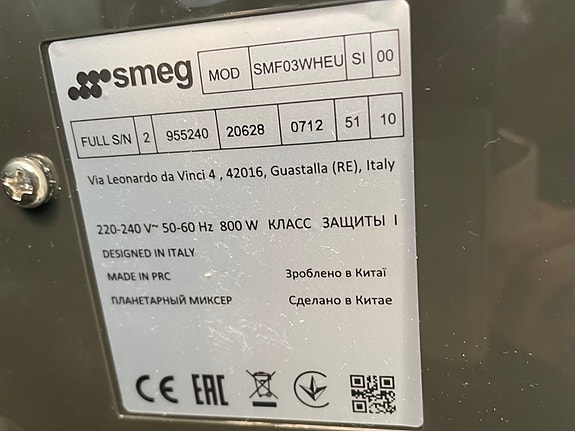 smeg MOD SMF03WHEU SI 00
FULL S/N 2 955240 20628 0712 51 10
Via Leonardo da Vinci 4 , 42016, Guastalla (RE), Italy
220-240 V~ 50-60 Hz 800 W КЛАСС ЗАЩИТЫ I
DESIGNED IN ITALY
MADE IN PRC Зроблено в Китаї
ПЛАНЕТАРНЫЙ МИКСЕР Сделано в Китае
CE EAC